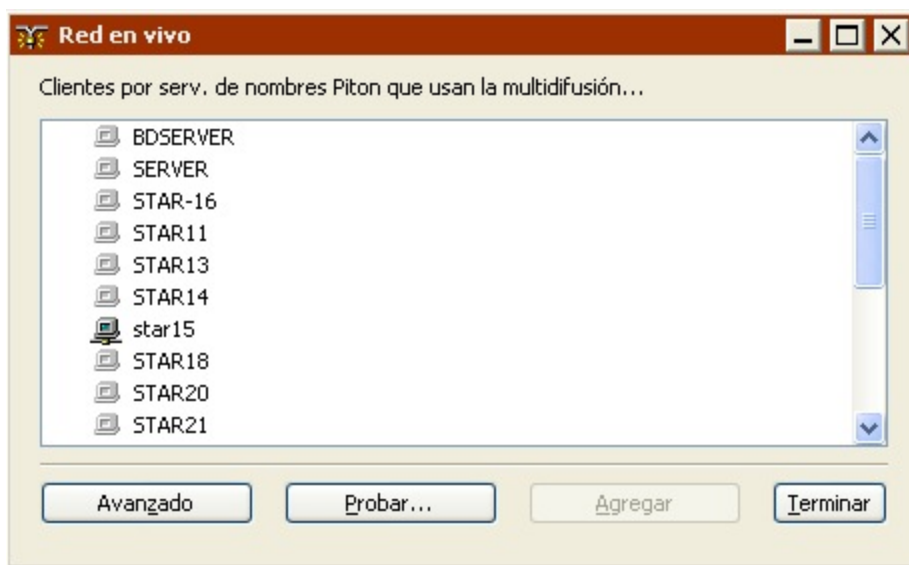 Red en vivo
Clientes por serv. de nombres Piton que usan la multidifusión...
BDSERVER
SERVER
STAR-16
STAR11
STAR13
STAR14
star15
STAR18
STAR20
STAR21
Avanzado Probar... Agregar Terminar